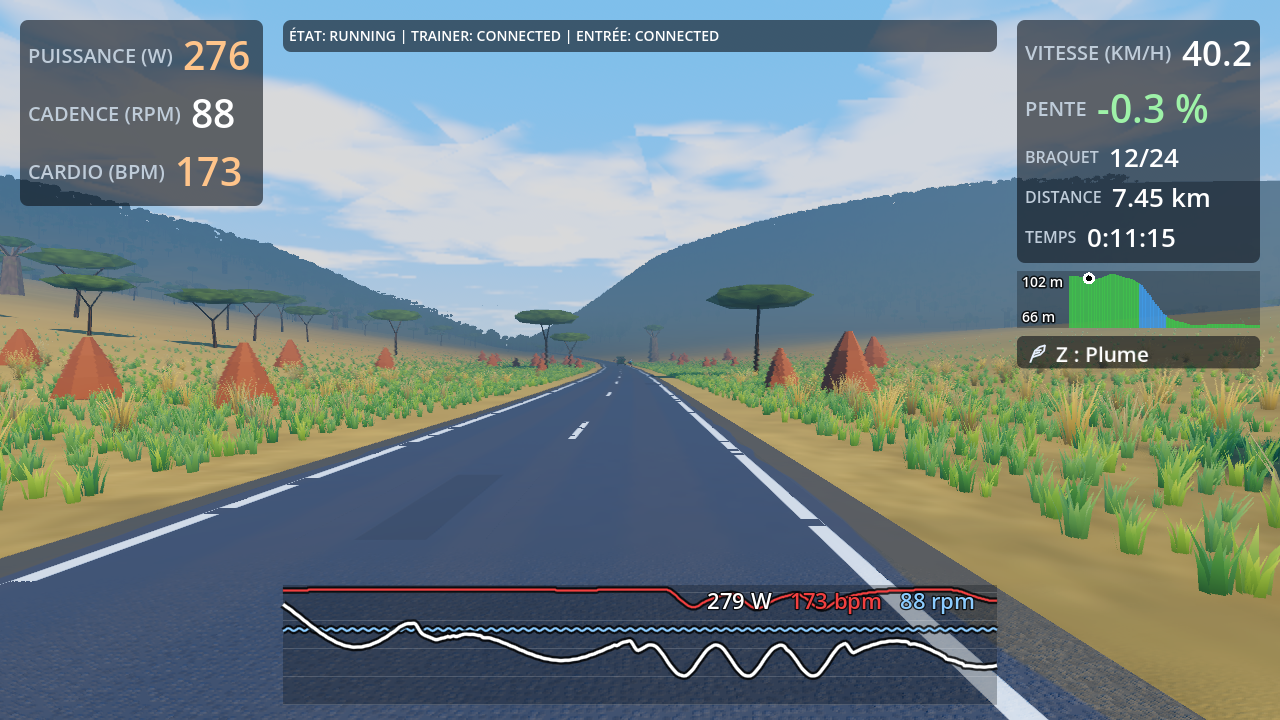 PUISSANCE (W) 276
CADENCE (RPM) 88
CARDIO (BPM) 173
ÉTAT: RUNNING | TRAINER: CONNECTED | ENTRÉE: CONNECTED
VITESSE (KM/H) 40.2
PENTE -0.3 %
BRAQUET 12/24
DISTANCE 7.45 km
TEMPS 0:11:15
102 m
66 m
Z : Plume
279 W 173 bpm 88 rpm